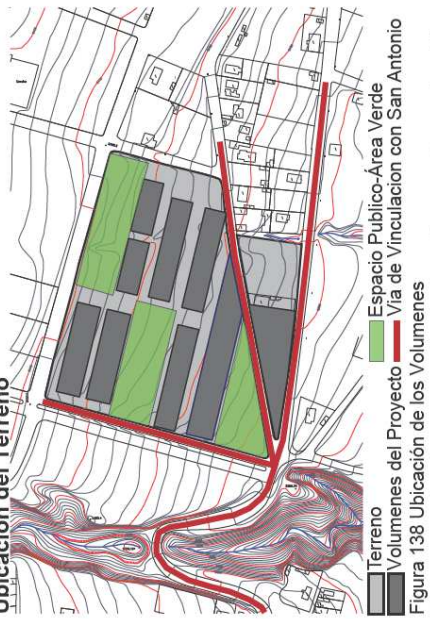 Ubicación del Terreno
Terreno
Espacio Publico-Área Verde
Volumenes del Proyecto
Via de Vinculacion con San Antonio
Figura 138 Ubicación de los Volumenes